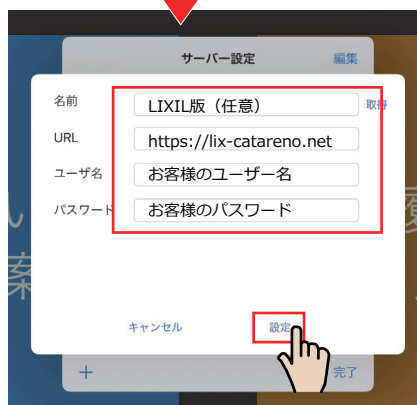 サーバー設定 編集
名前 LIXIL版（任意） 取得
URL https://lix-catareno.net
ユーザ名 お客様のユーザー名
パスワード お客様のパスワード
案
キャンセル 設定
+ 完了